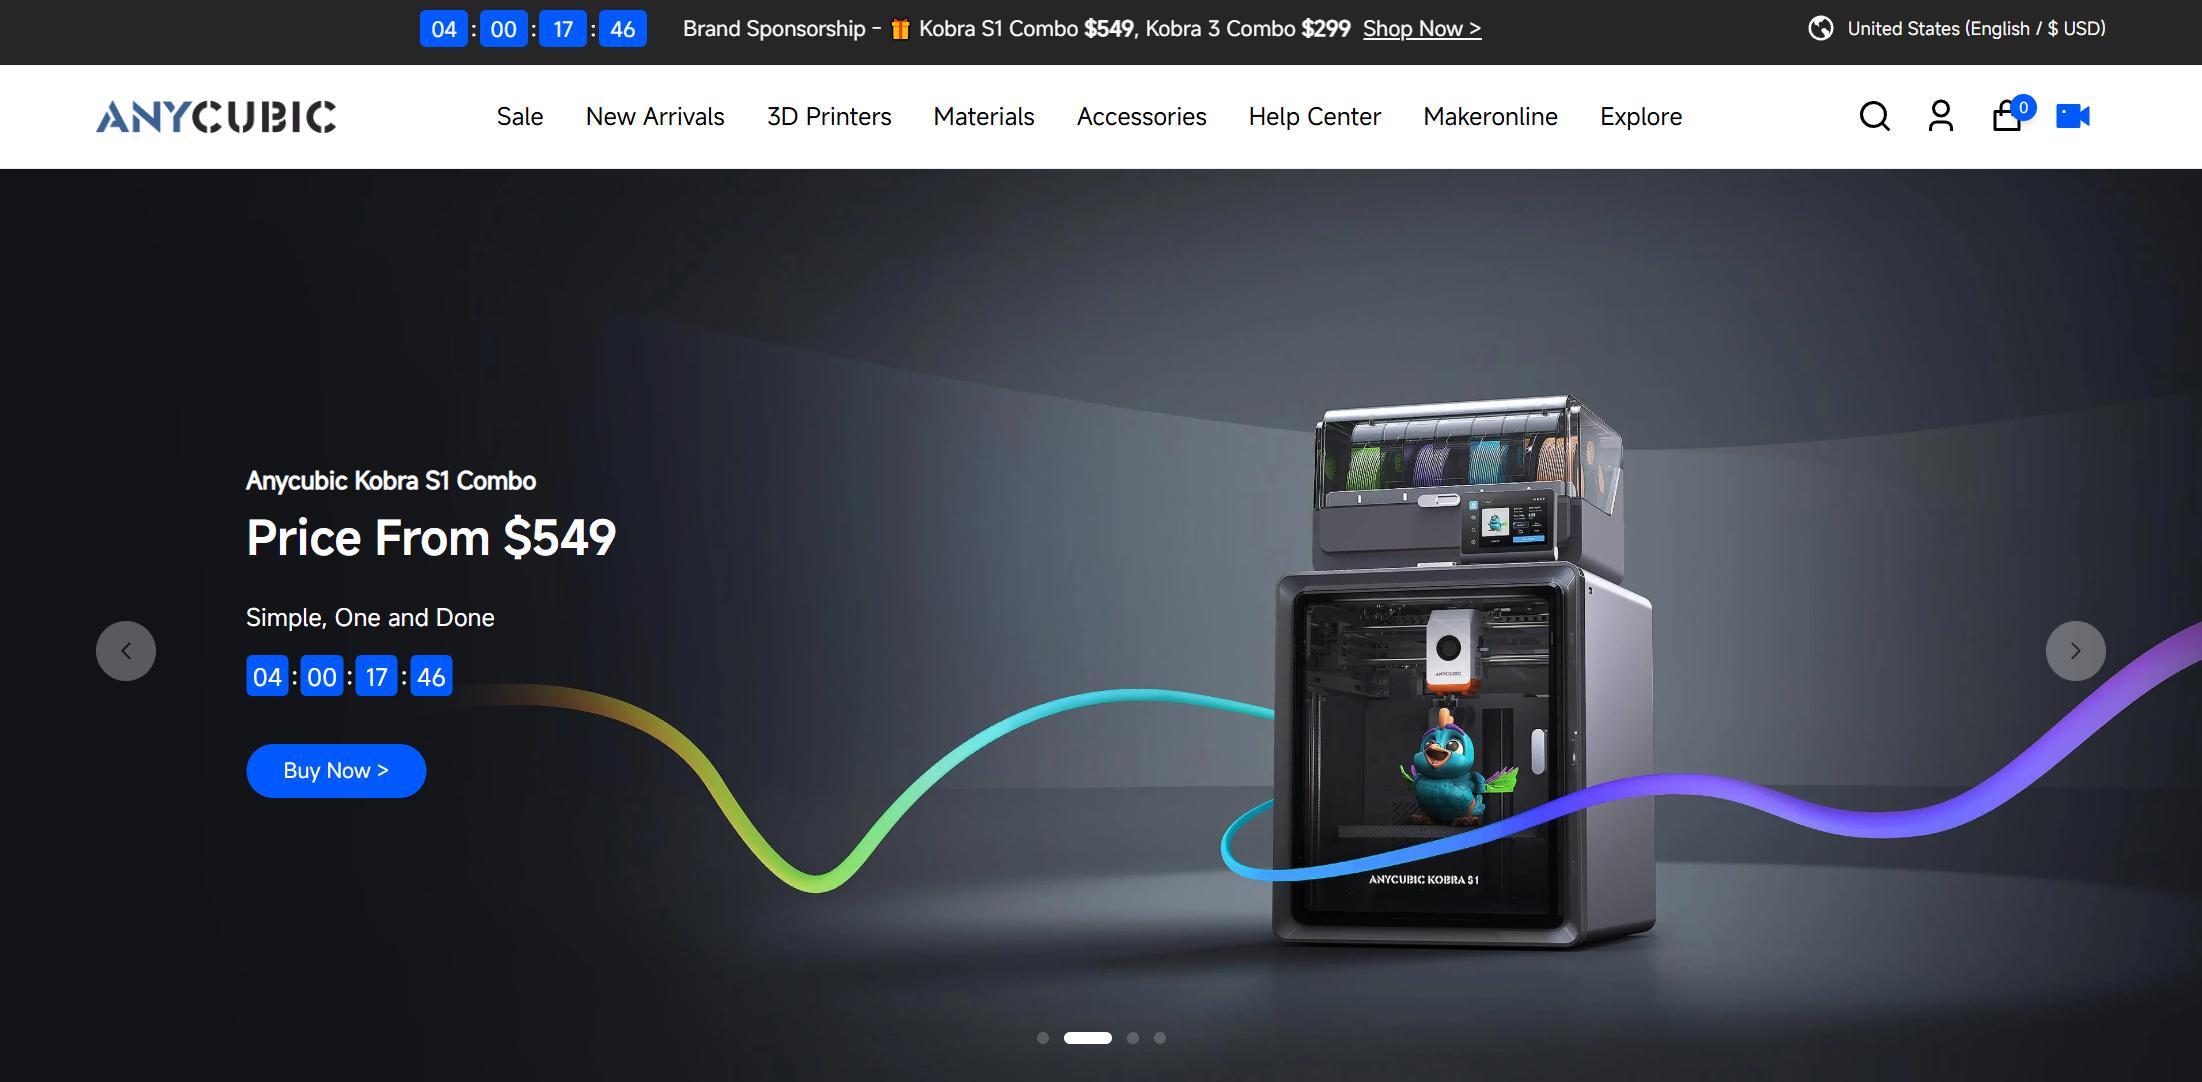 04 : 00 : 17 : 46 Brand Sponsorship - 🎁 Kobra S1 Combo $549, Kobra 3 Combo $299 Shop Now >
United States (English / $ USD)
ANYCUBIC
Sale New Arrivals 3D Printers Materials Accessories Help Center Makeronline Explore
0
Anycubic Kobra S1 Combo
Price From $549
Simple, One and Done
04 : 00 : 17 : 46
Buy Now >
ANYCUBIC
ANYCUBIC KOBRA S1